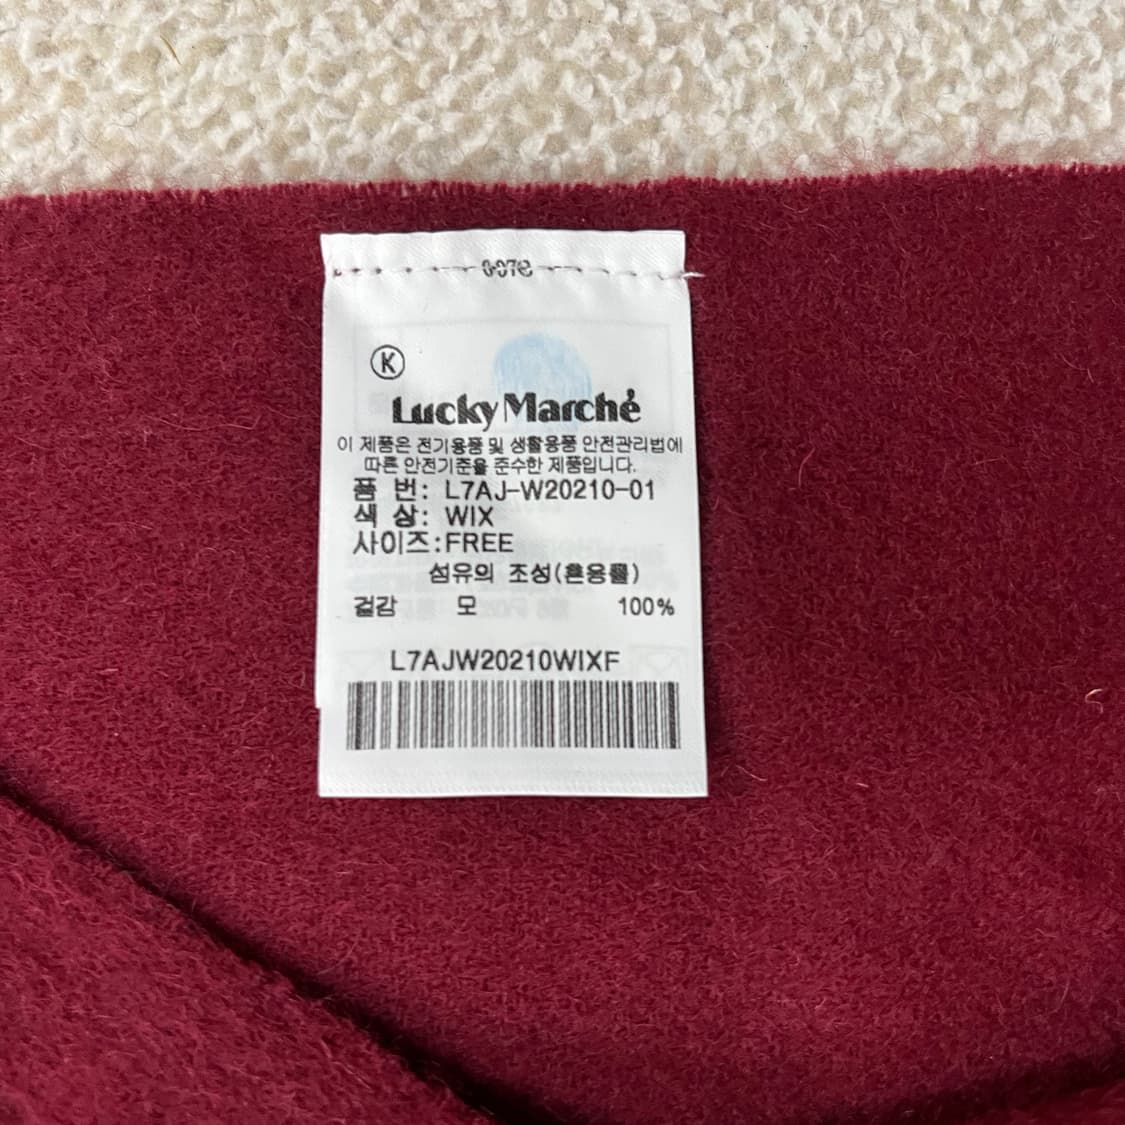 K
Lucky Marché
이 제품은 전기용품 및 생활용품 안전관리법에
따른 안전기준을 준수한 제품입니다.
품 번: L7AJ-W20210-01
색 상: WIX
사이즈:FREE
섬유의 조성(혼용률)
겉감 모 100%
L7AJW20210WIXF